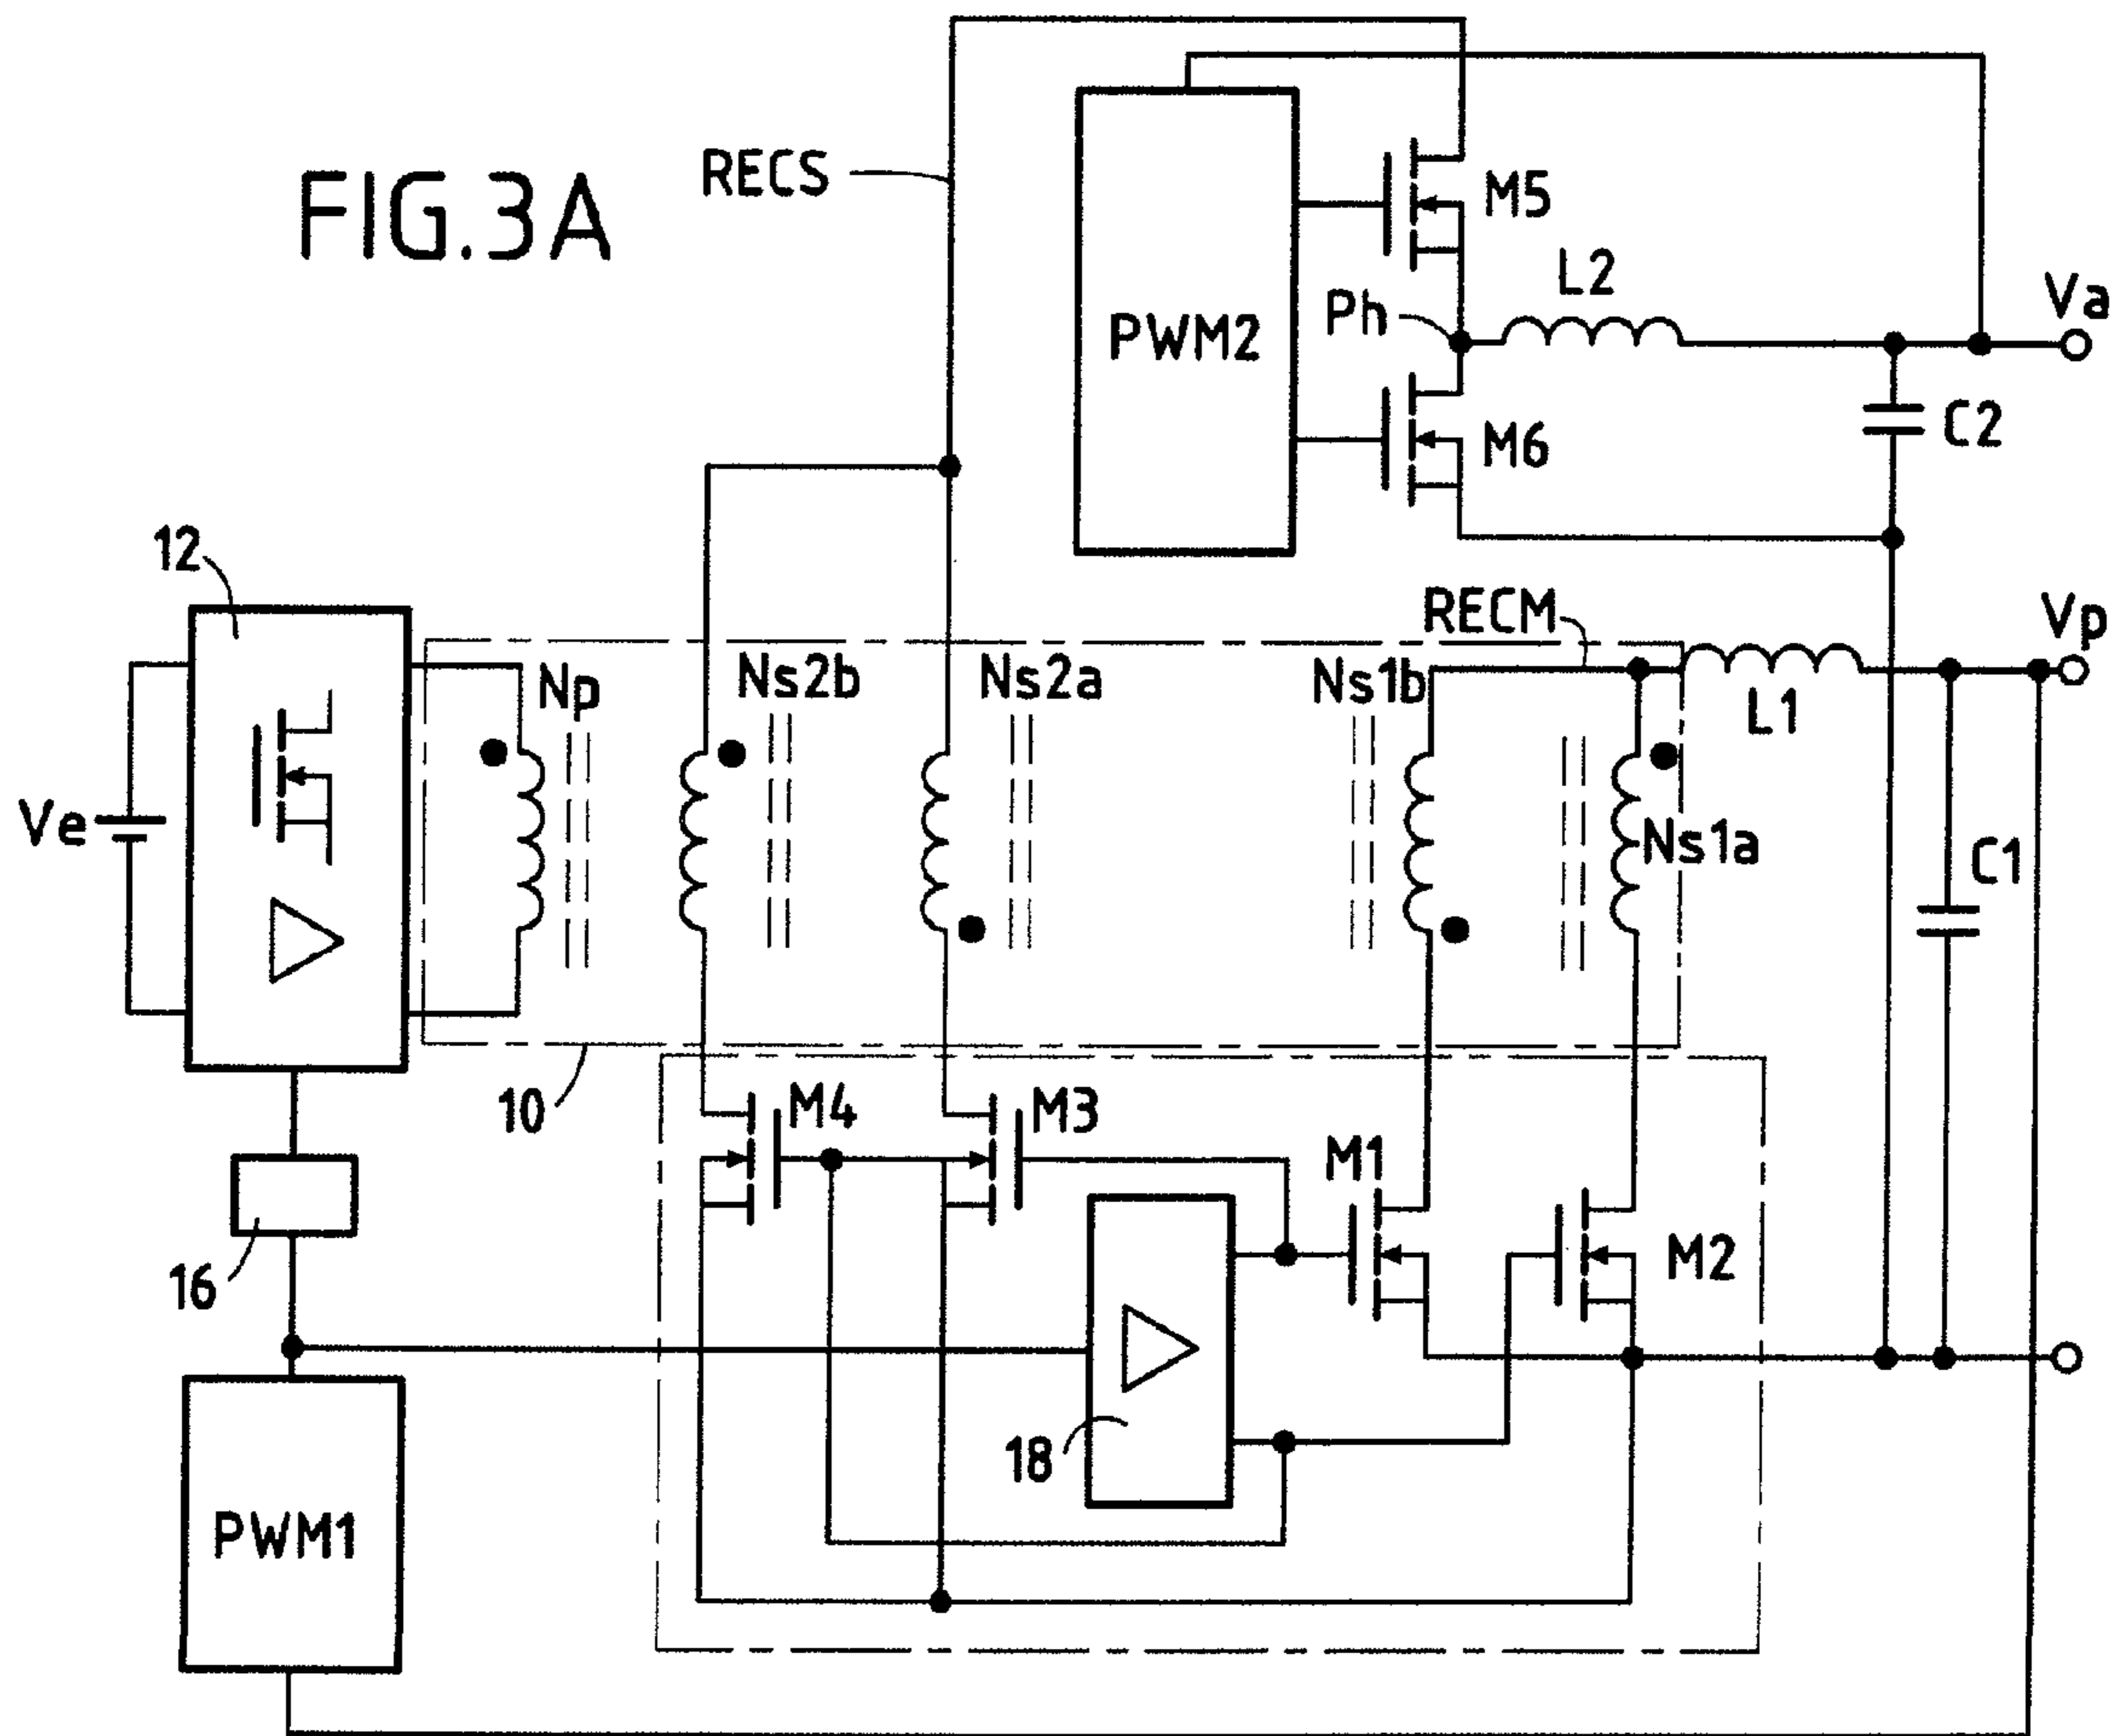 FIG.3A
RECS
M5
L2
Va
Ph
PWM2
M6
C2
12
RECM
Vp
Np
Ns2b
Ns2a
Ns1b
L1
Ve
Ns1a
C1
10
M4
M3
M1
M2
16
18
PWM1